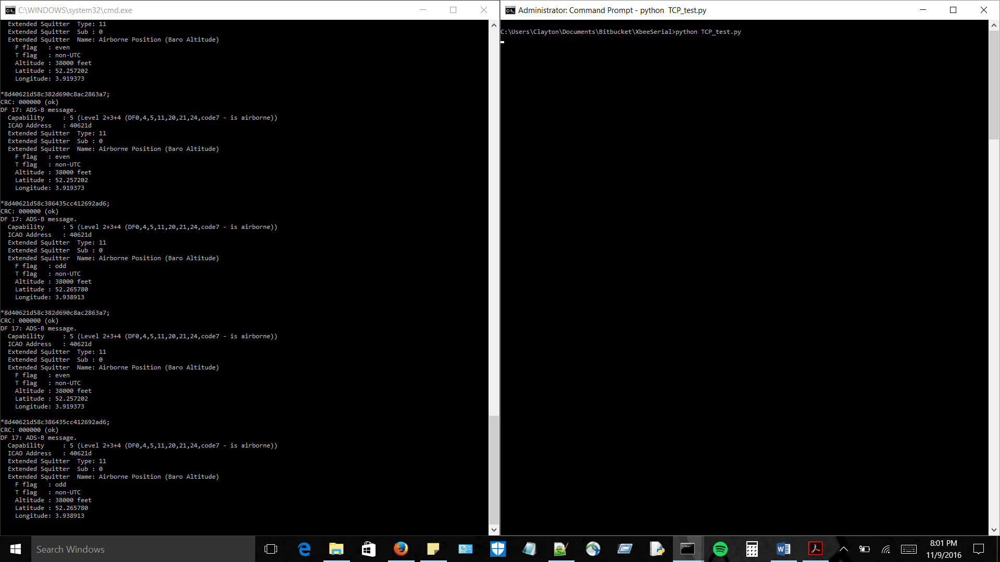 C:\WINDOWS\system32\cmd.exe
Extended Squitter  Type: 11
Extended Squitter  Sub : 0
Extended Squitter  Name: Airborne Position (Baro Altitude)
F flag   : even
T flag   : non-UTC
Altitude : 38000 feet
Latitude : 52.257202
Longitude: 3.919373
*8d40621d58c382d690c8ac2863a7;
CRC: 000000 (ok)
DF 17: ADS-B message.
Capability     : 5 (Level 2+3+4 (DF0,4,5,11,20,21,24,code7 - is airborne))
ICAO Address   : 40621d
Extended Squitter  Type: 11
Extended Squitter  Sub : 0
Extended Squitter  Name: Airborne Position (Baro Altitude)
F flag   : even
T flag   : non-UTC
Altitude : 38000 feet
Latitude : 52.257202
Longitude: 3.919373
*8d40621d58c386435cc412692ad6;
CRC: 000000 (ok)
DF 17: ADS-B message.
Capability     : 5 (Level 2+3+4 (DF0,4,5,11,20,21,24,code7 - is airborne))
ICAO Address   : 40621d
Extended Squitter  Type: 11
Extended Squitter  Sub : 0
Extended Squitter  Name: Airborne Position (Baro Altitude)
F flag   : odd
T flag   : non-UTC
Altitude : 38000 feet
Latitude : 52.265780
Longitude: 3.938913
*8d40621d58c382d690c8ac2863a7;
CRC: 000000 (ok)
DF 17: ADS-B message.
Capability     : 5 (Level 2+3+4 (DF0,4,5,11,20,21,24,code7 - is airborne))
ICAO Address   : 40621d
Extended Squitter  Type: 11
Extended Squitter  Sub : 0
Extended Squitter  Name: Airborne Position (Baro Altitude)
F flag   : even
T flag   : non-UTC
Altitude : 38000 feet
Latitude : 52.257202
Longitude: 3.919373
*8d40621d58c386435cc412692ad6;
CRC: 000000 (ok)
DF 17: ADS-B message.
Capability     : 5 (Level 2+3+4 (DF0,4,5,11,20,21,24,code7 - is airborne))
ICAO Address   : 40621d
Extended Squitter  Type: 11
Extended Squitter  Sub : 0
Extended Squitter  Name: Airborne Position (Baro Altitude)
F flag   : odd
T flag   : non-UTC
Altitude : 38000 feet
Latitude : 52.265780
Longitude: 3.938913
Administrator: Command Prompt - python  TCP_test.py
C:\Users\Clayton\Documents\Bitbucket\XbeeSerial>python TCP_test.py
Search Windows
8:01 PM
11/9/2016